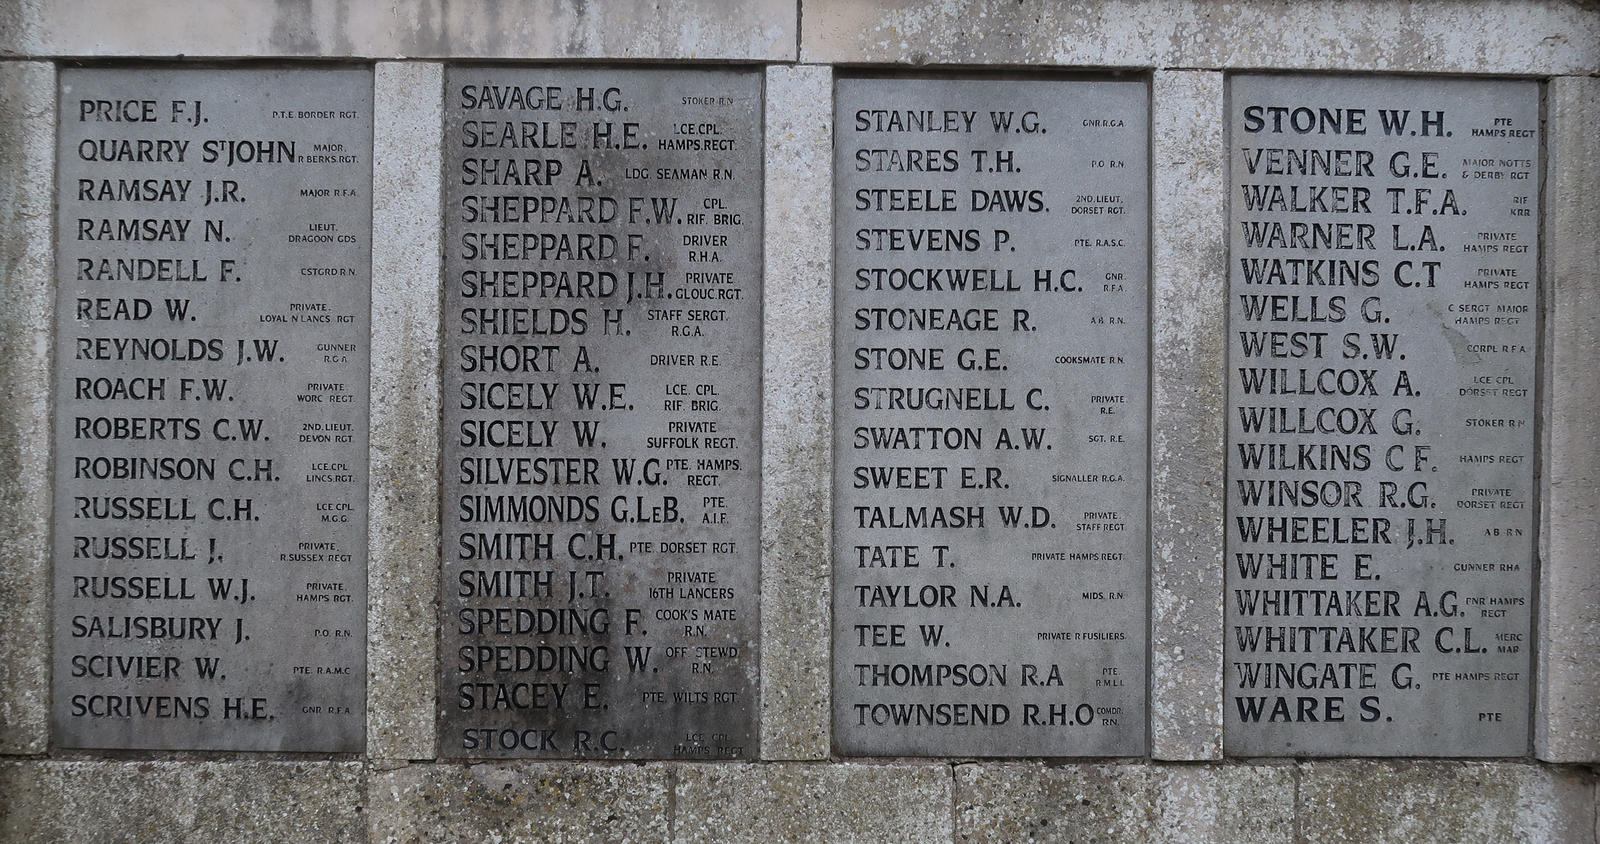 PRICE F.J. P.T.E. BORDER RGT.
QUARRY STJOHN MAJOR. R BERKS.RGT.
RAMSAY J.R. MAJOR R.F.A.
RAMSAY N. LIEUT. DRAGOON GDS
RANDELL F. CSTGRD R.N.
READ W. PRIVATE. LOYAL N LANCS. RGT
REYNOLDS J.W. GUNNER R.G.A.
ROACH F.W. PRIVATE. WORC REGT.
ROBERTS C.W. 2ND.LIEUT. DEVON RGT.
ROBINSON C.H. LCE.CPL. LINCS.RGT.
RUSSELL C.H. LCE CPL. M.G.G.
RUSSELL J. PRIVATE. R.SUSSEX REGT
RUSSELL W.J. PRIVATE. HAMPS RGT.
SALISBURY J. P.O. R.N.
SCIVIER W. PTE. R.A.M.C
SCRIVENS H.E. GNR R.F.A.
SAVAGE H.G. STOKER R.N
SEARLE H.E. LCE.CPL. HAMPS.REGT.
SHARP A. LDG. SEAMAN R.N.
SHEPPARD F.W. CPL. RIF. BRIG.
SHEPPARD F. DRIVER R.H.A.
SHEPPARD J.H. PRIVATE GLOUC.RGT.
SHIELDS H. STAFF SERGT. R.G.A.
SHORT A. DRIVER R.E.
SICELY W.E. LCE. CPL. RIF. BRIG.
SICELY W. PRIVATE SUFFOLK REGT.
SILVESTER W.G. PTE. HAMPS. REGT.
SIMMONDS G.LeB. PTE. A.I.F.
SMITH C.H. PTE. DORSET RGT.
SMITH J.T. PRIVATE 16TH LANCERS
SPEDDING F. COOK'S MATE R.N.
SPEDDING W. OFF STEWD. R.N.
STACEY E. PTE. WILTS RGT.
STOCK R.C. LCE CPL HAMPS REGT
STANLEY W.G. GNR.R.G.A.
STARES T.H. P.O R.N.
STEELE DAWS. 2ND.LIEUT. DORSET RGT.
STEVENS P. PTE. R.A.S.C.
STOCKWELL H.C. GNR. R.F.A.
STONEAGE R. A B. R.N.
STONE G.E. COOKSMATE R.N.
STRUGNELL C. PRIVATE. R.E.
SWATTON A.W. SGT. R.E.
SWEET E.R. SIGNALLER R.G.A.
TALMASH W.D. PRIVATE. STAFF REGT.
TATE T. PRIVATE HAMPS REGT.
TAYLOR N.A. MIDS. R.N.
TEE W. PRIVATE R FUSILIERS.
THOMPSON R.A PTE. R.M.L.I.
TOWNSEND R.H.O COMDR. RN.
STONE W.H. PTE HAMPS REGT
VENNER G.E. MAJOR NOTTS & DERBY RGT
WALKER T.F.A. RIF KRR
WARNER L.A. PRIVATE HAMPS REGT
WATKINS C.T PRIVATE HAMPS REGT
WELLS G. C SERGT MAJOR HAMPS REGT
WEST S.W. CORPL R F A
WILLCOX A. LCE CPL DORSET REGT
WILLCOX G. STOKER R N
WILKINS C F. HAMPS REGT
WINSOR R.G. PRIVATE DORSET REGT
WHEELER J.H. A B R N
WHITE E. GUNNER RHA
WHITTAKER A.G. PNR HAMPS REGT
WHITTAKER C.L. MERC MAR
WINGATE G. PTE HAMPS REGT
WARE S. PTE